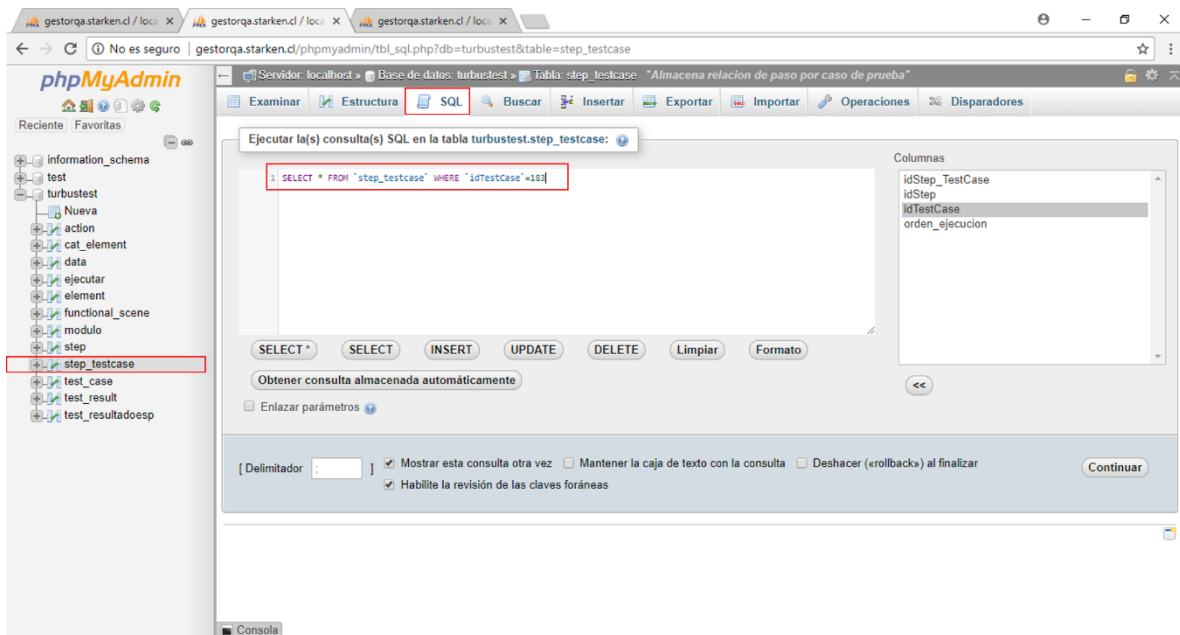 gestorqa.starken.cl / loca
gestorqa.starken.cl / loca
gestorqa.starken.cl / loca
No es seguro | gestorqa.starken.cl/phpmyadmin/tbl_sql.php?db=turbustest&table=step_testcase
phpMyAdmin
Reciente Favoritas
information_schema
test
turbustest
Nueva
action
cat_element
data
ejecutar
element
functional_scene
modulo
step
step_testcase
test_case
test_result
test_resultadoesp
Servidor: localhost » Base de datos: turbustest » Tabla: step_testcase "Almacena relacion de paso por caso de prueba"
Examinar Estructura SQL Buscar Insertar Exportar Importar Operaciones Disparadores
Ejecutar la(s) consulta(s) SQL en la tabla turbustest.step_testcase:
1 SELECT * FROM `step_testcase` WHERE `idTestCase`=183
Columnas
idStep_TestCase
idStep
idTestCase
orden_ejecucion
SELECT * SELECT INSERT UPDATE DELETE Limpiar Formato
<<
Obtener consulta almacenada automáticamente
Enlazar parámetros
[ Delimitador ; ] Mostrar esta consulta otra vez Mantener la caja de texto con la consulta Deshacer («rollback») al finalizar
Habilite la revisión de las claves foráneas
Continuar
Consola